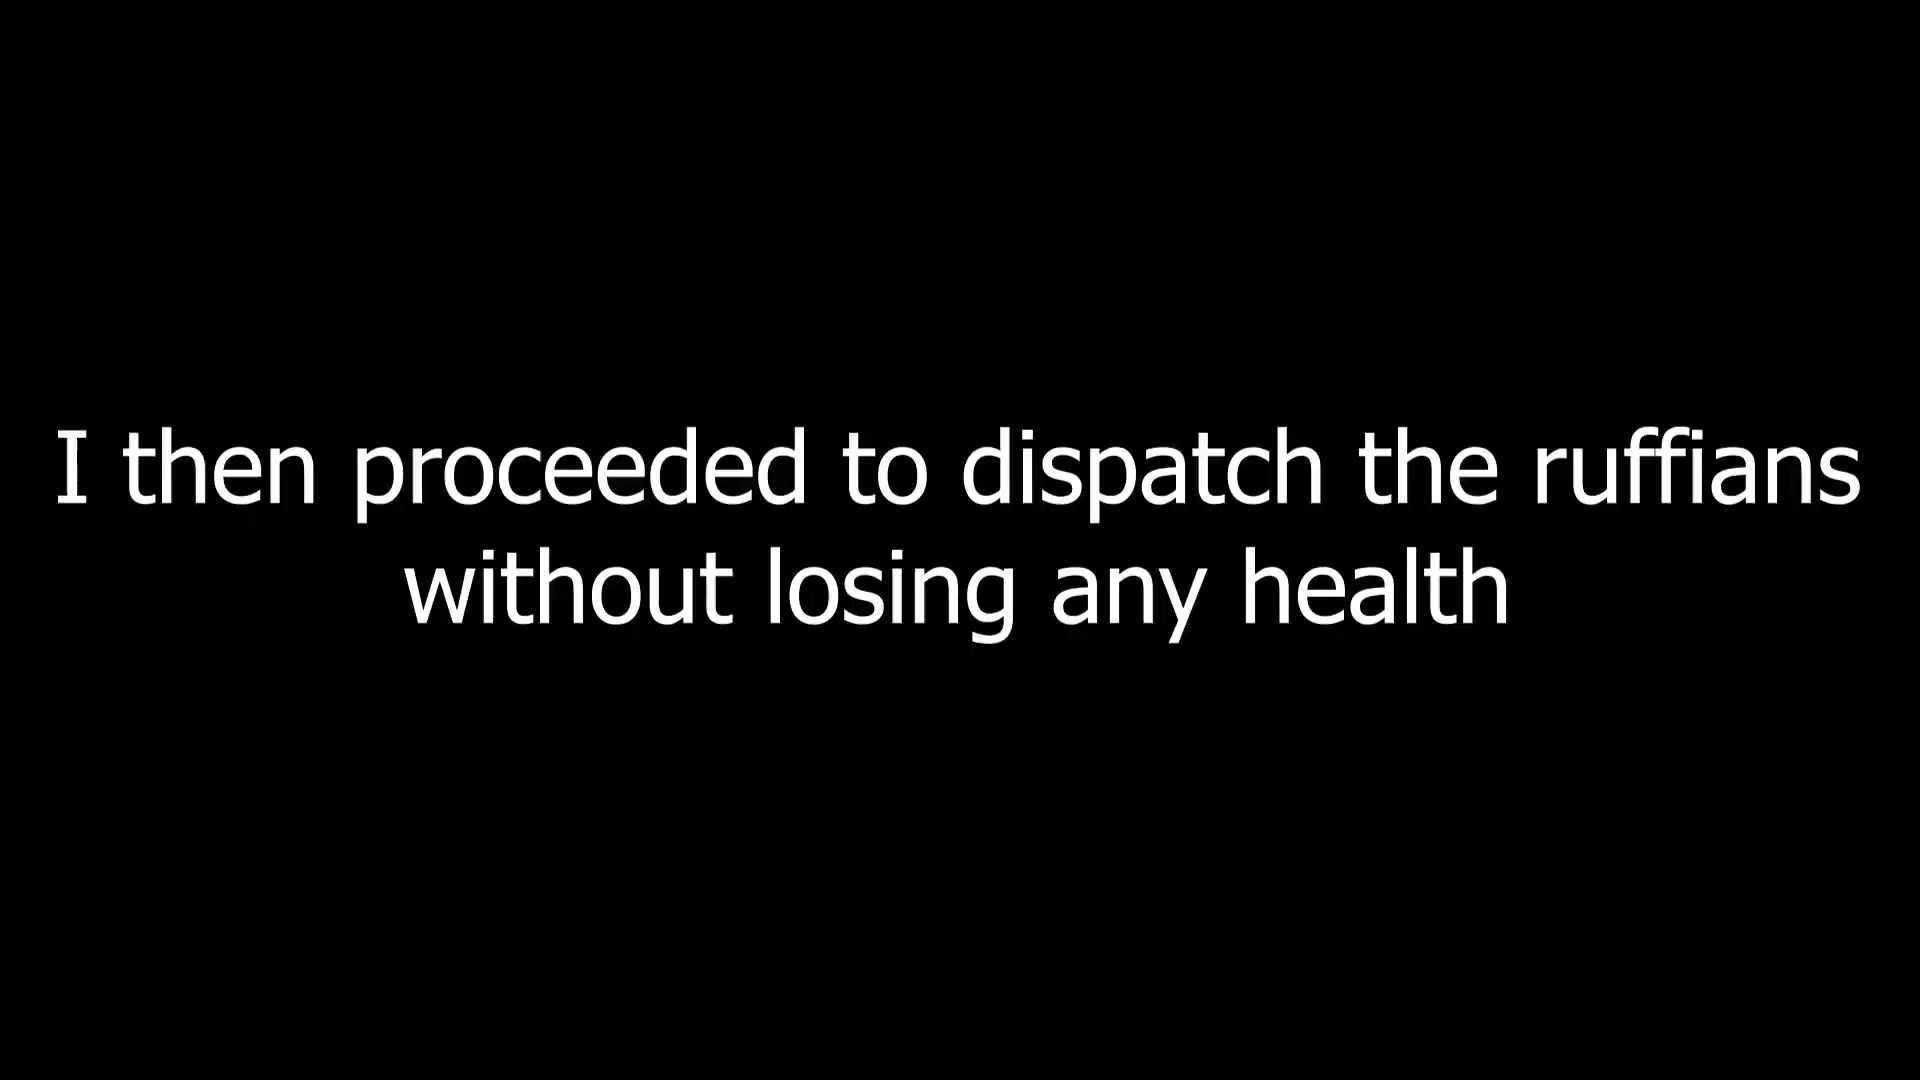 I then proceeded to dispatch the ruffians
without losing any health